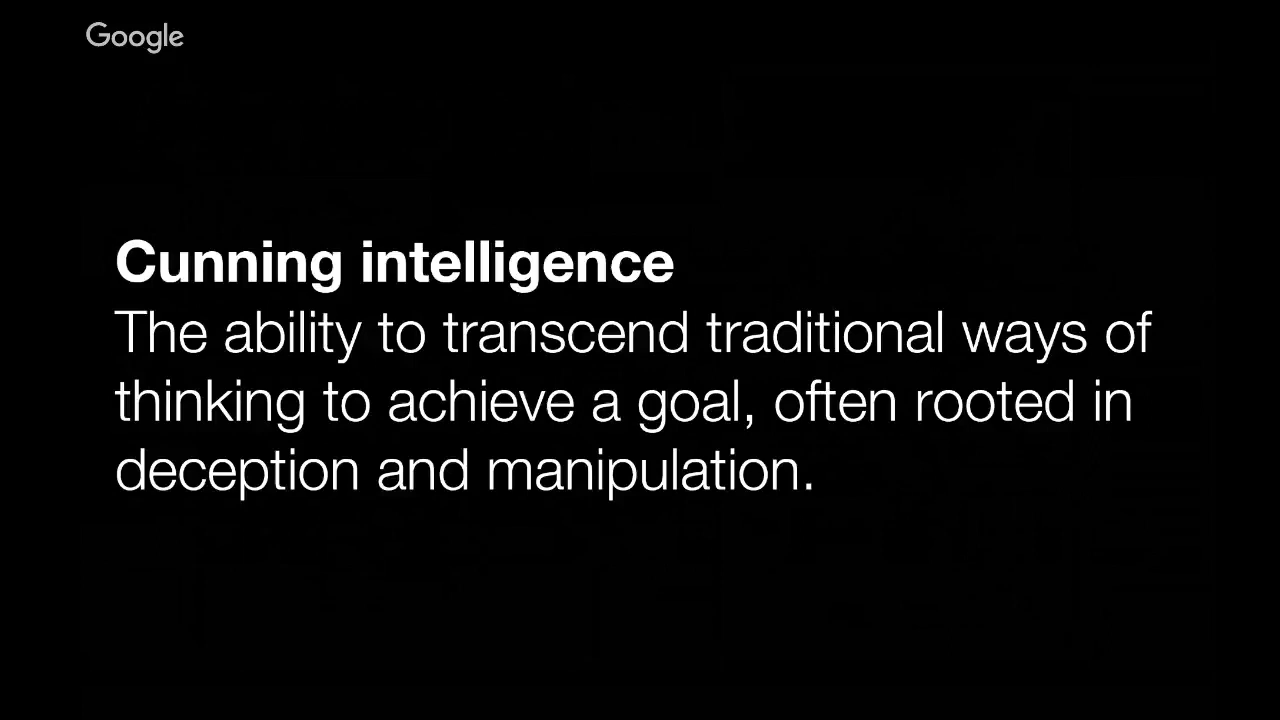 Google
Cunning intelligence
The ability to transcend traditional ways of
thinking to achieve a goal, often rooted in
deception and manipulation.